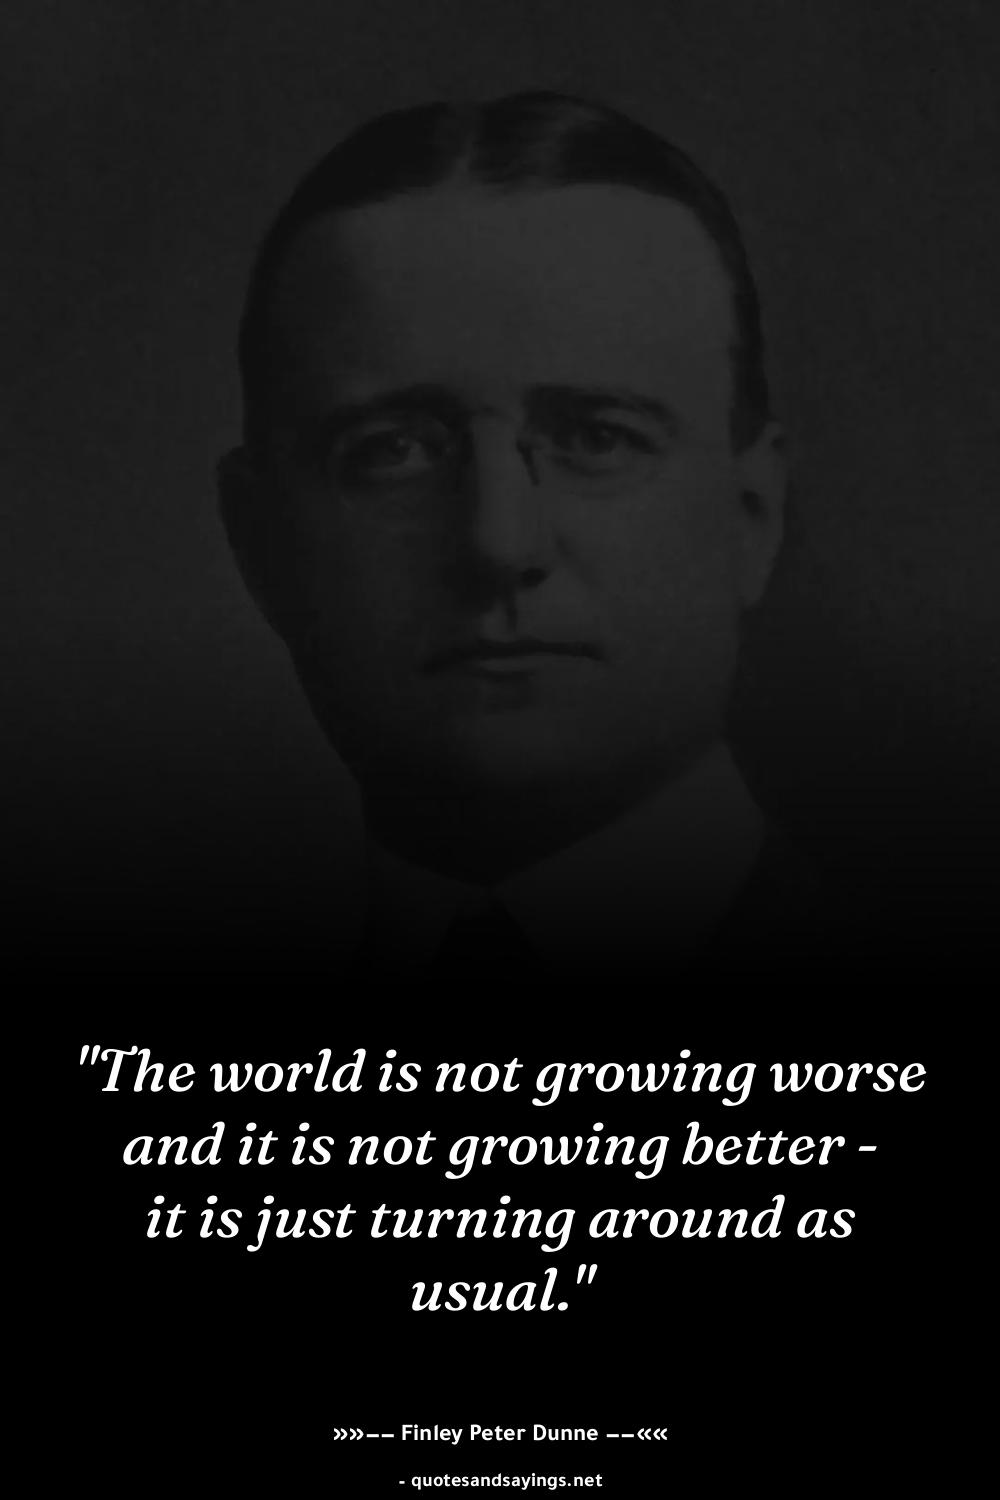 "The world is not growing worse
and it is not growing better -
it is just turning around as
usual."
»»–– Finley Peter Dunne ––««
- quotesandsayings.net